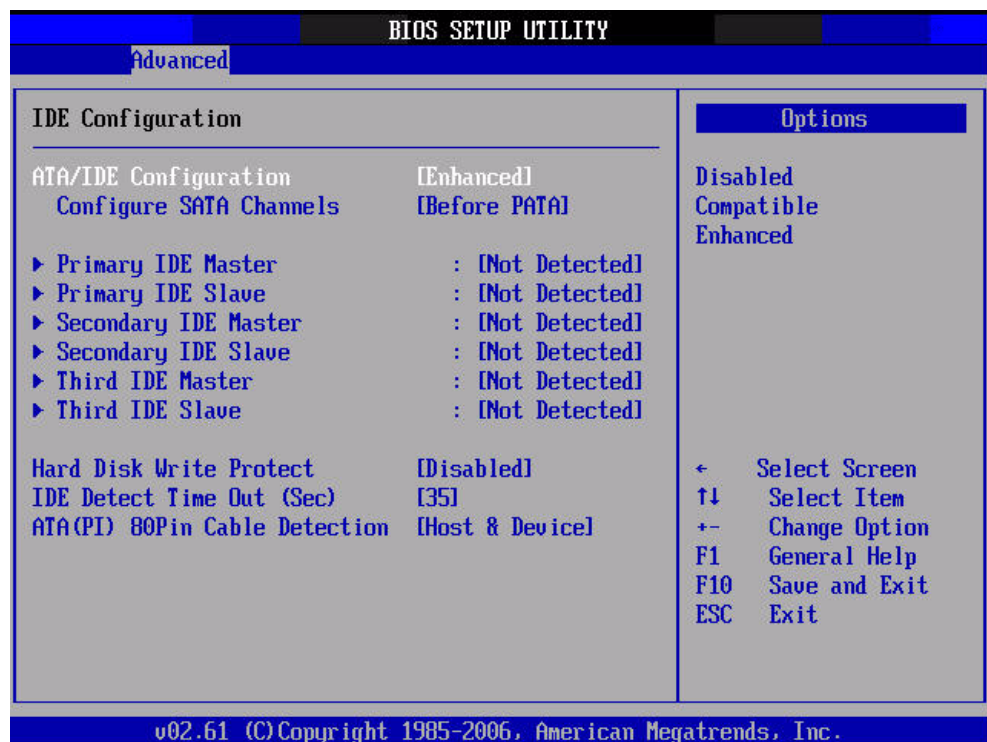 BIOS SETUP UTILITY
Advanced
IDE Configuration
ATA/IDE Configuration [Enhanced]
Configure SATA Channels [Before PATA]
Primary IDE Master : [Not Detected]
Primary IDE Slave : [Not Detected]
Secondary IDE Master : [Not Detected]
Secondary IDE Slave : [Not Detected]
Third IDE Master : [Not Detected]
Third IDE Slave : [Not Detected]
Hard Disk Write Protect [Disabled]
IDE Detect Time Out (Sec) [35]
ATA(PI) 80Pin Cable Detection [Host & Device]
Options
Disabled
Compatible
Enhanced
← Select Screen
↑↓ Select Item
+- Change Option
F1 General Help
F10 Save and Exit
ESC Exit
v02.61 (C)Copyright 1985-2006, American Megatrends, Inc.